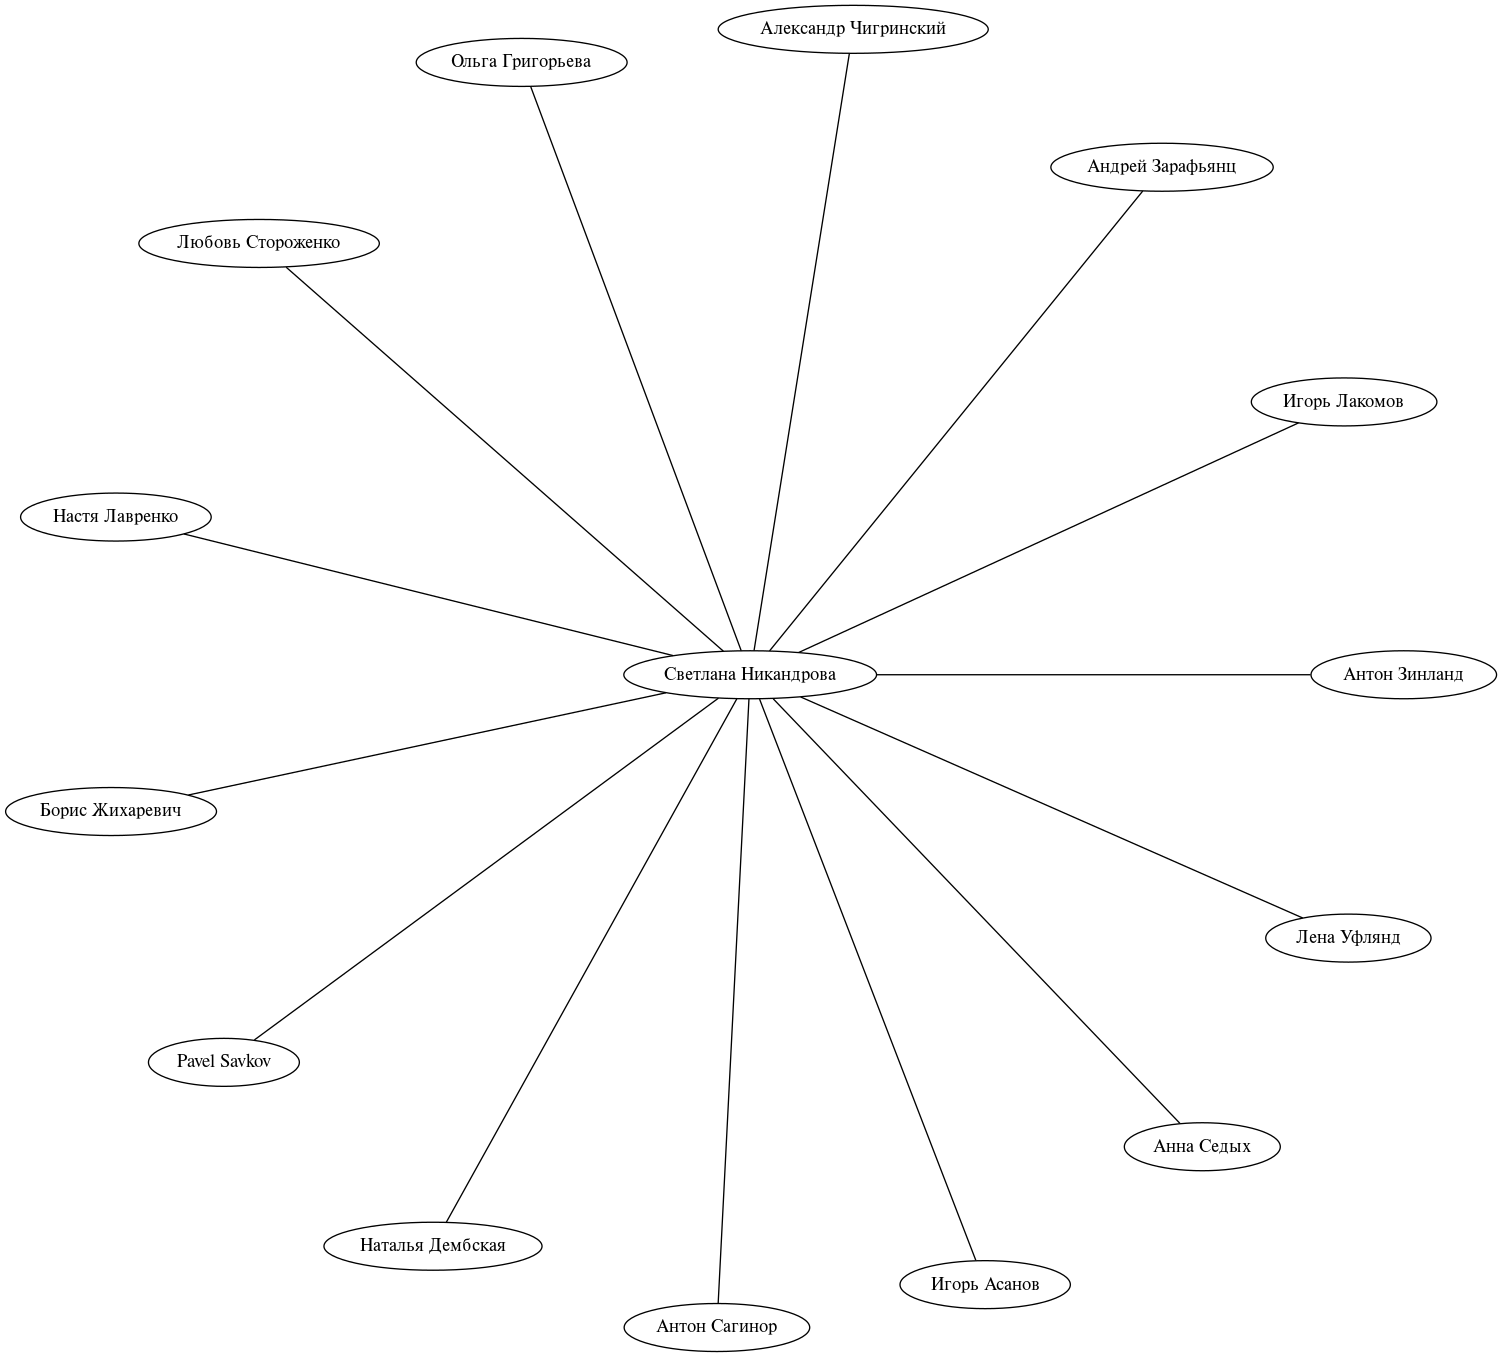 Александр Чигринский
Ольга Григорьева
Андрей Зарафьянц
Любовь Стороженко
Игорь Лакомов
Настя Лавренко
Светлана Никандрова
Антон Зинланд
Борис Жихаревич
Лена Уфлянд
Pavel Savkov
Анна Седых
Наталья Дембская
Игорь Асанов
Антон Сагинор